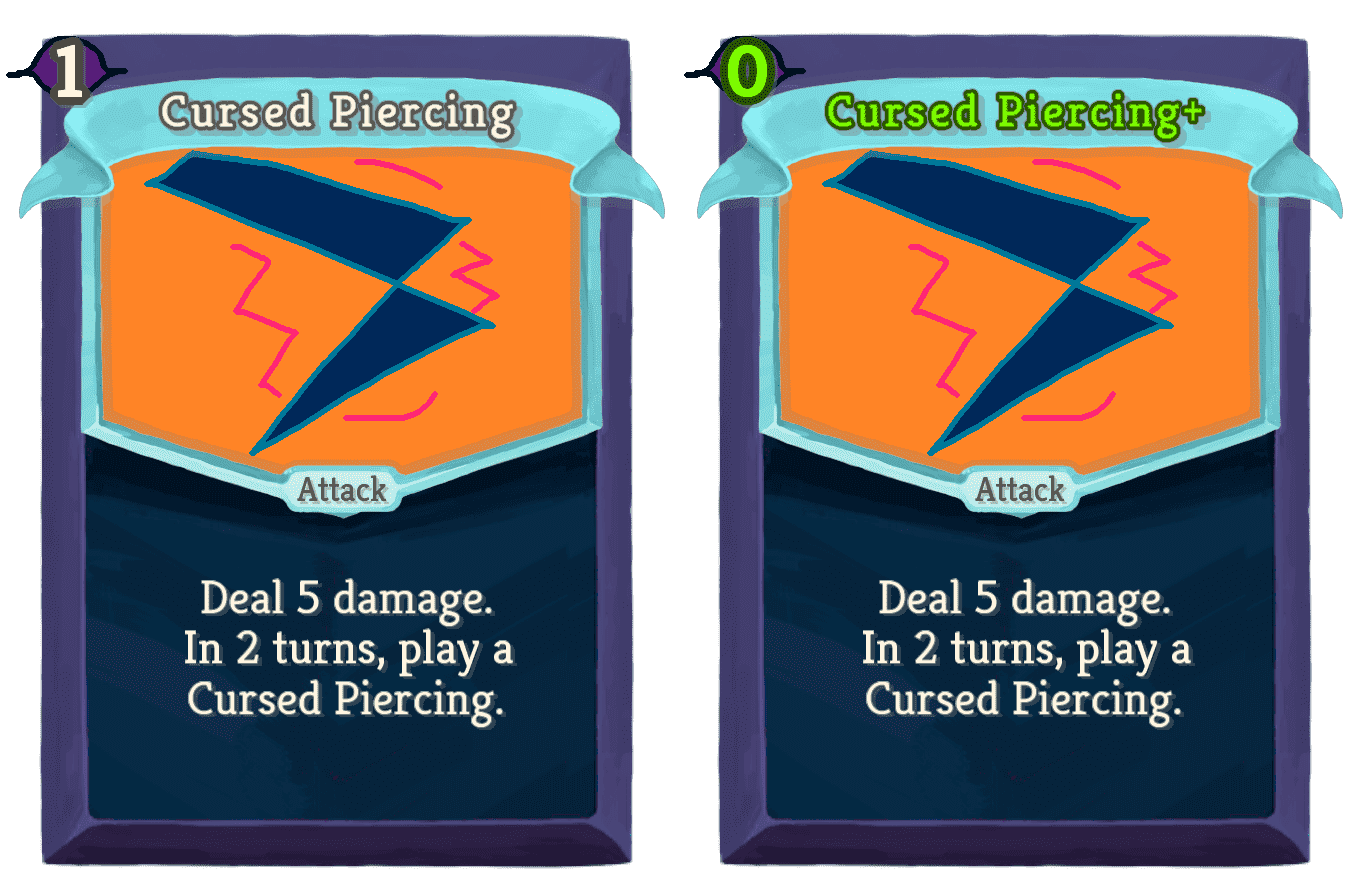 1
Cursed Piercing
Attack
Deal 5 damage.
In 2 turns, play a
Cursed Piercing.
0
Cursed Piercing+
Attack
Deal 5 damage.
In 2 turns, play a
Cursed Piercing.